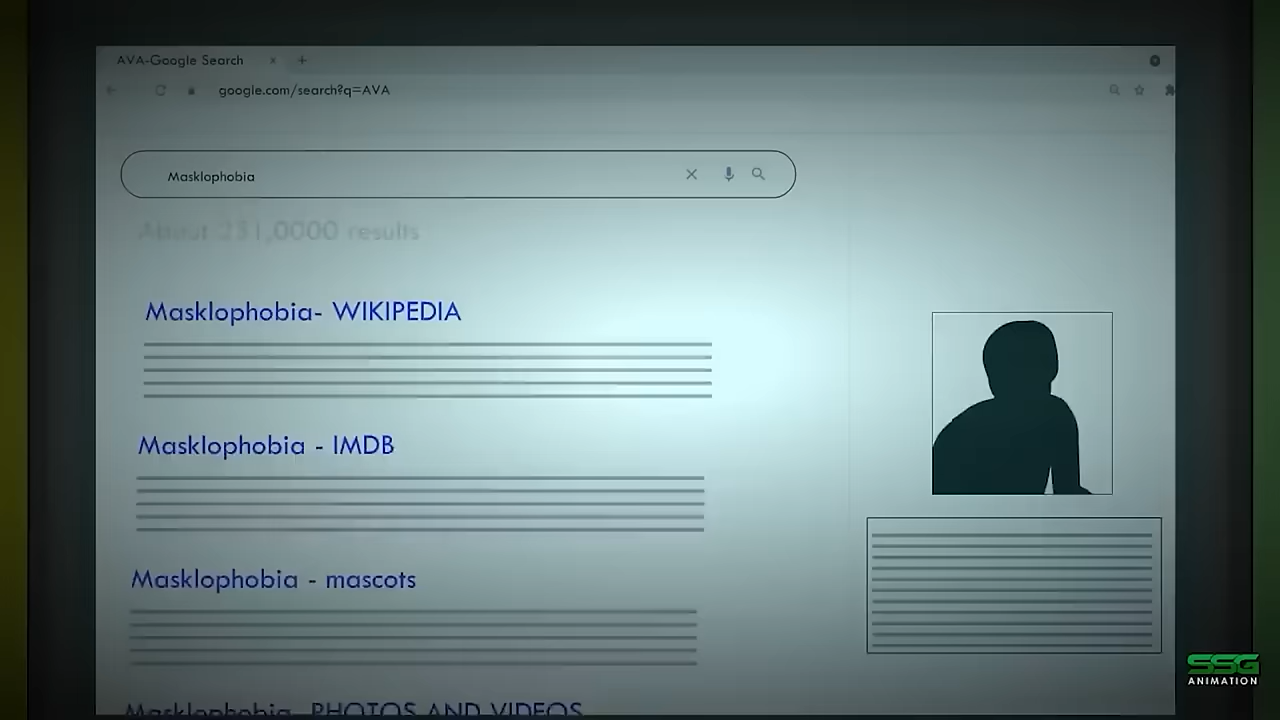 AVA-Google Search
google.com/search?q=AVA
Masklophobia
About 231,0000 results
Masklophobia- WIKIPEDIA
Masklophobia - IMDB
Masklophobia - mascots
Masklophobia PHOTOS AND VIDEOS
SSG
ANIMATION